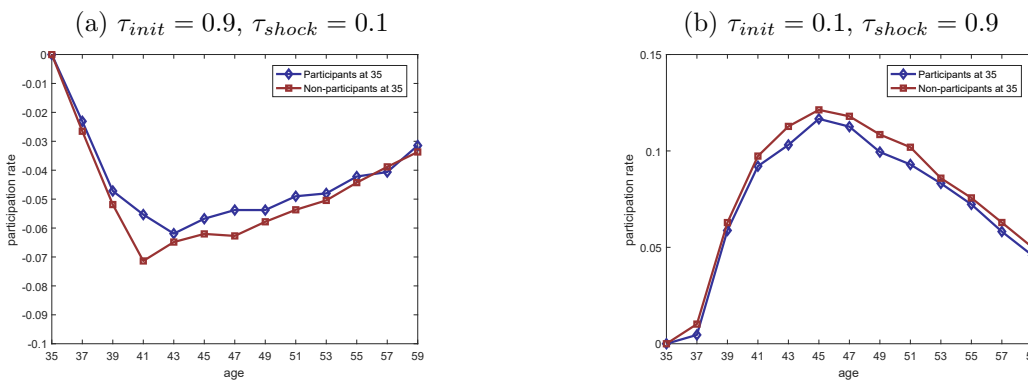 (a) τ_init = 0.9, τ_shock = 0.1
0
-0.01
-0.02
-0.03
-0.04
-0.05
-0.06
-0.07
-0.08
-0.09
-0.1
participation rate
Participants at 35
Non-participants at 35
35 37 39 41 43 45 47 49 51 53 55 57 59
age
(b) τ_init = 0.1, τ_shock = 0.9
0.15
0.1
0.05
0
participation rate
Participants at 35
Non-participants at 35
35 37 39 41 43 45 47 49 51 53 55 57
age